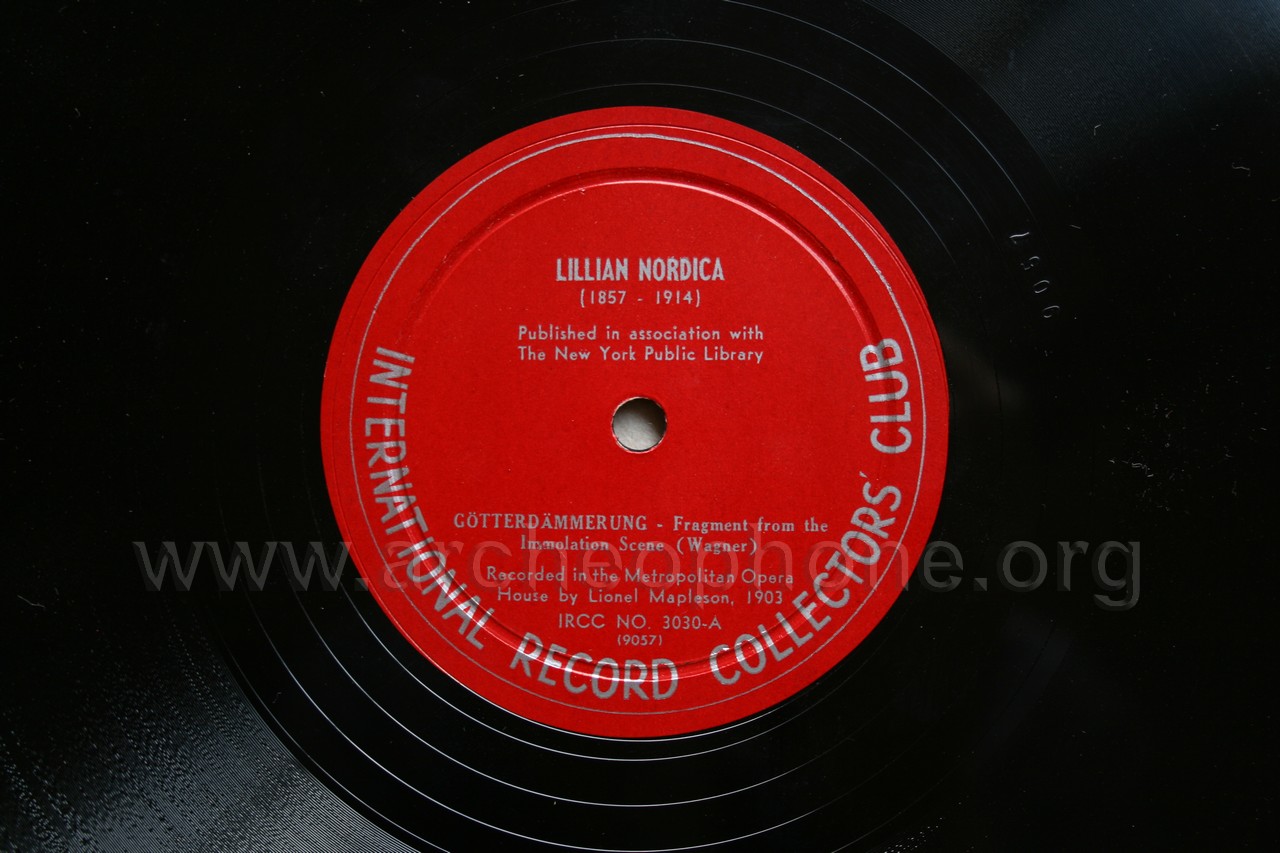 LILLIAN NORDICA
(1857 - 1914)
Published in association with
The New York Public Library
INTERNATIONAL RECORD COLLECTORS' CLUB
GÖTTERDÄMMERUNG - Fragment from the
Immolation Scene (Wagner)
Recorded in the Metropolitan Opera
House by Lionel Mapleson, 1903
IRCC NO. 3030-A
(9057)
9057
www.archeophone.org